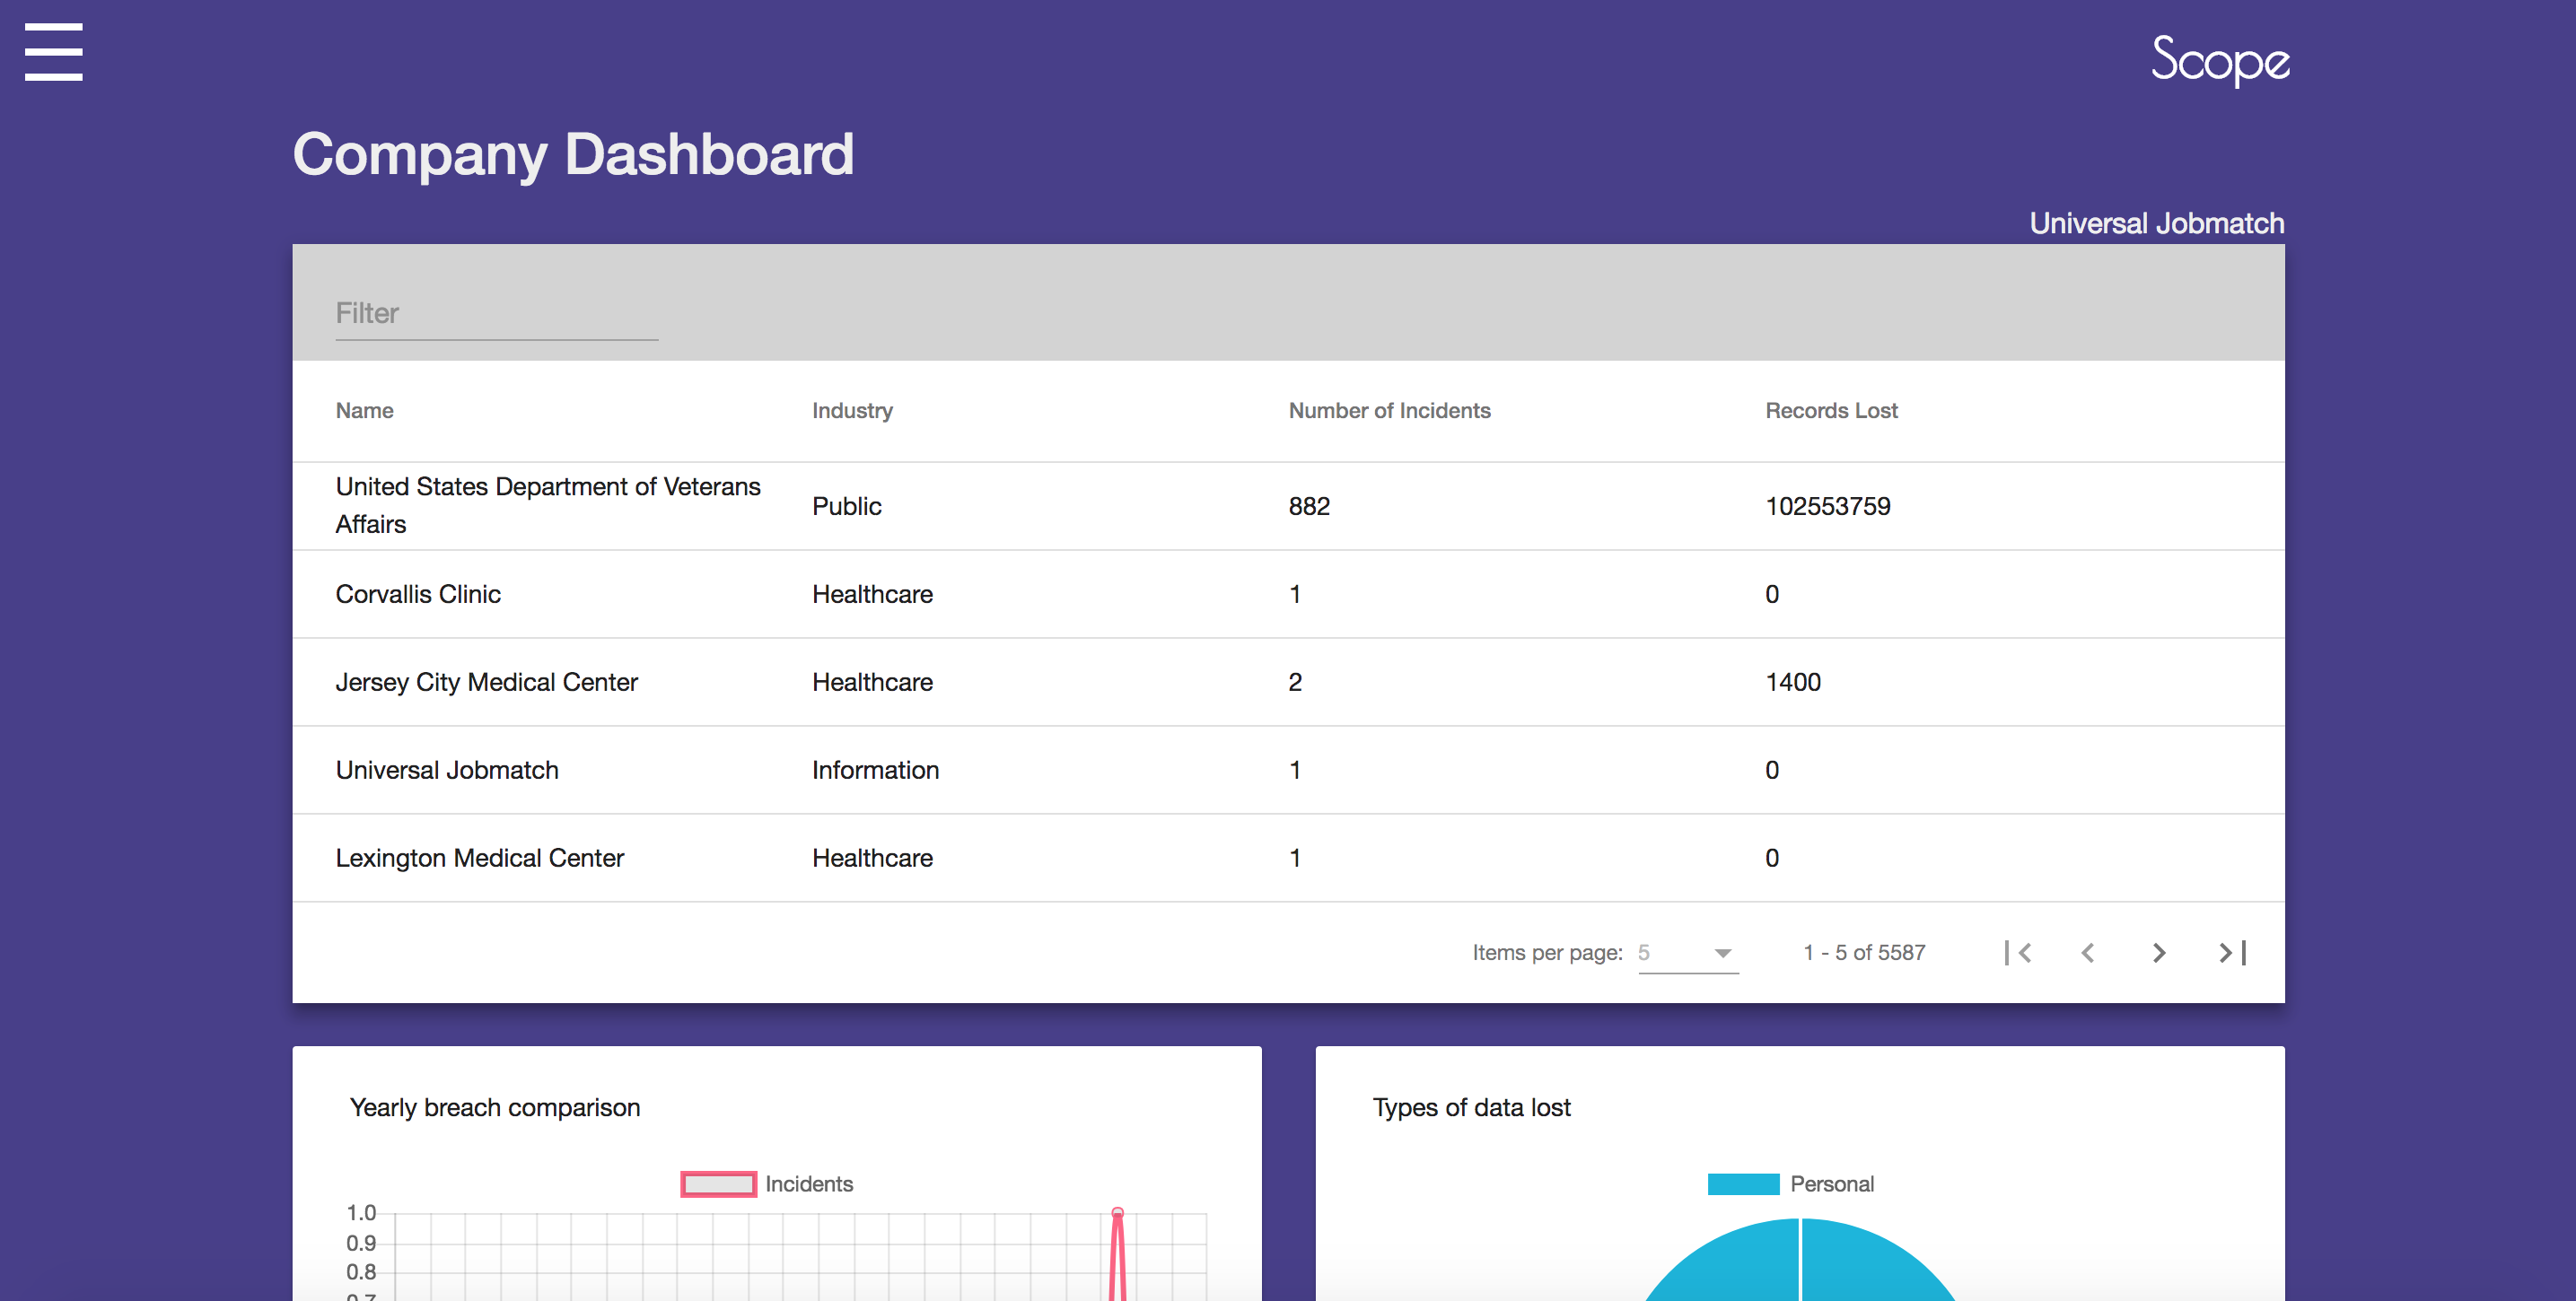 Scope
Company Dashboard
Universal Jobmatch
Filter
Name Industry Number of Incidents Records Lost
United States Department of Veterans
Affairs
Public 882 102553759
Corvallis Clinic Healthcare 1 0
Jersey City Medical Center Healthcare 2 1400
Universal Jobmatch Information 1 0
Lexington Medical Center Healthcare 1 0
Items per page: 5 1 - 5 of 5587
Yearly breach comparison
Incidents
1.0
0.9
0.8
Types of data lost
Personal